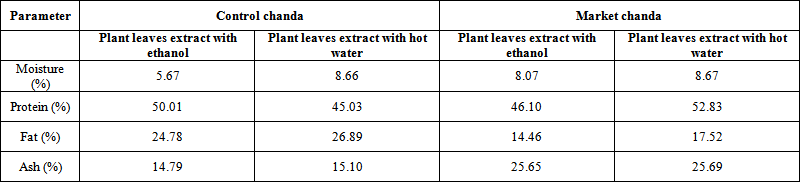 Parameter Control chanda Market chanda
Plant leaves extract with ethanol Plant leaves extract with hot water Plant leaves extract with ethanol Plant leaves extract with hot water
Moisture (%) 5.67 8.66 8.07 8.67
Protein (%) 50.01 45.03 46.10 52.83
Fat (%) 24.78 26.89 14.46 17.52
Ash (%) 14.79 15.10 25.65 25.69